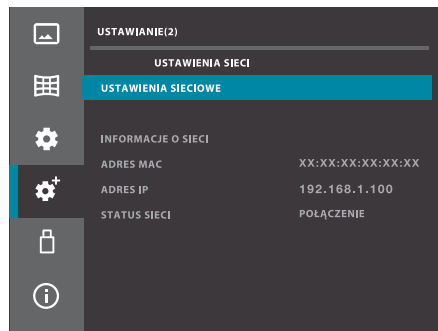 USTAWIANIE(2)
USTAWIENIA SIECI
USTAWIENIA SIECIOWE
INFORMACJE O SIECI
ADRES MAC XX:XX:XX:XX:XX:XX
ADRES IP 192.168.1.100
STATUS SIECI POŁĄCZENIE